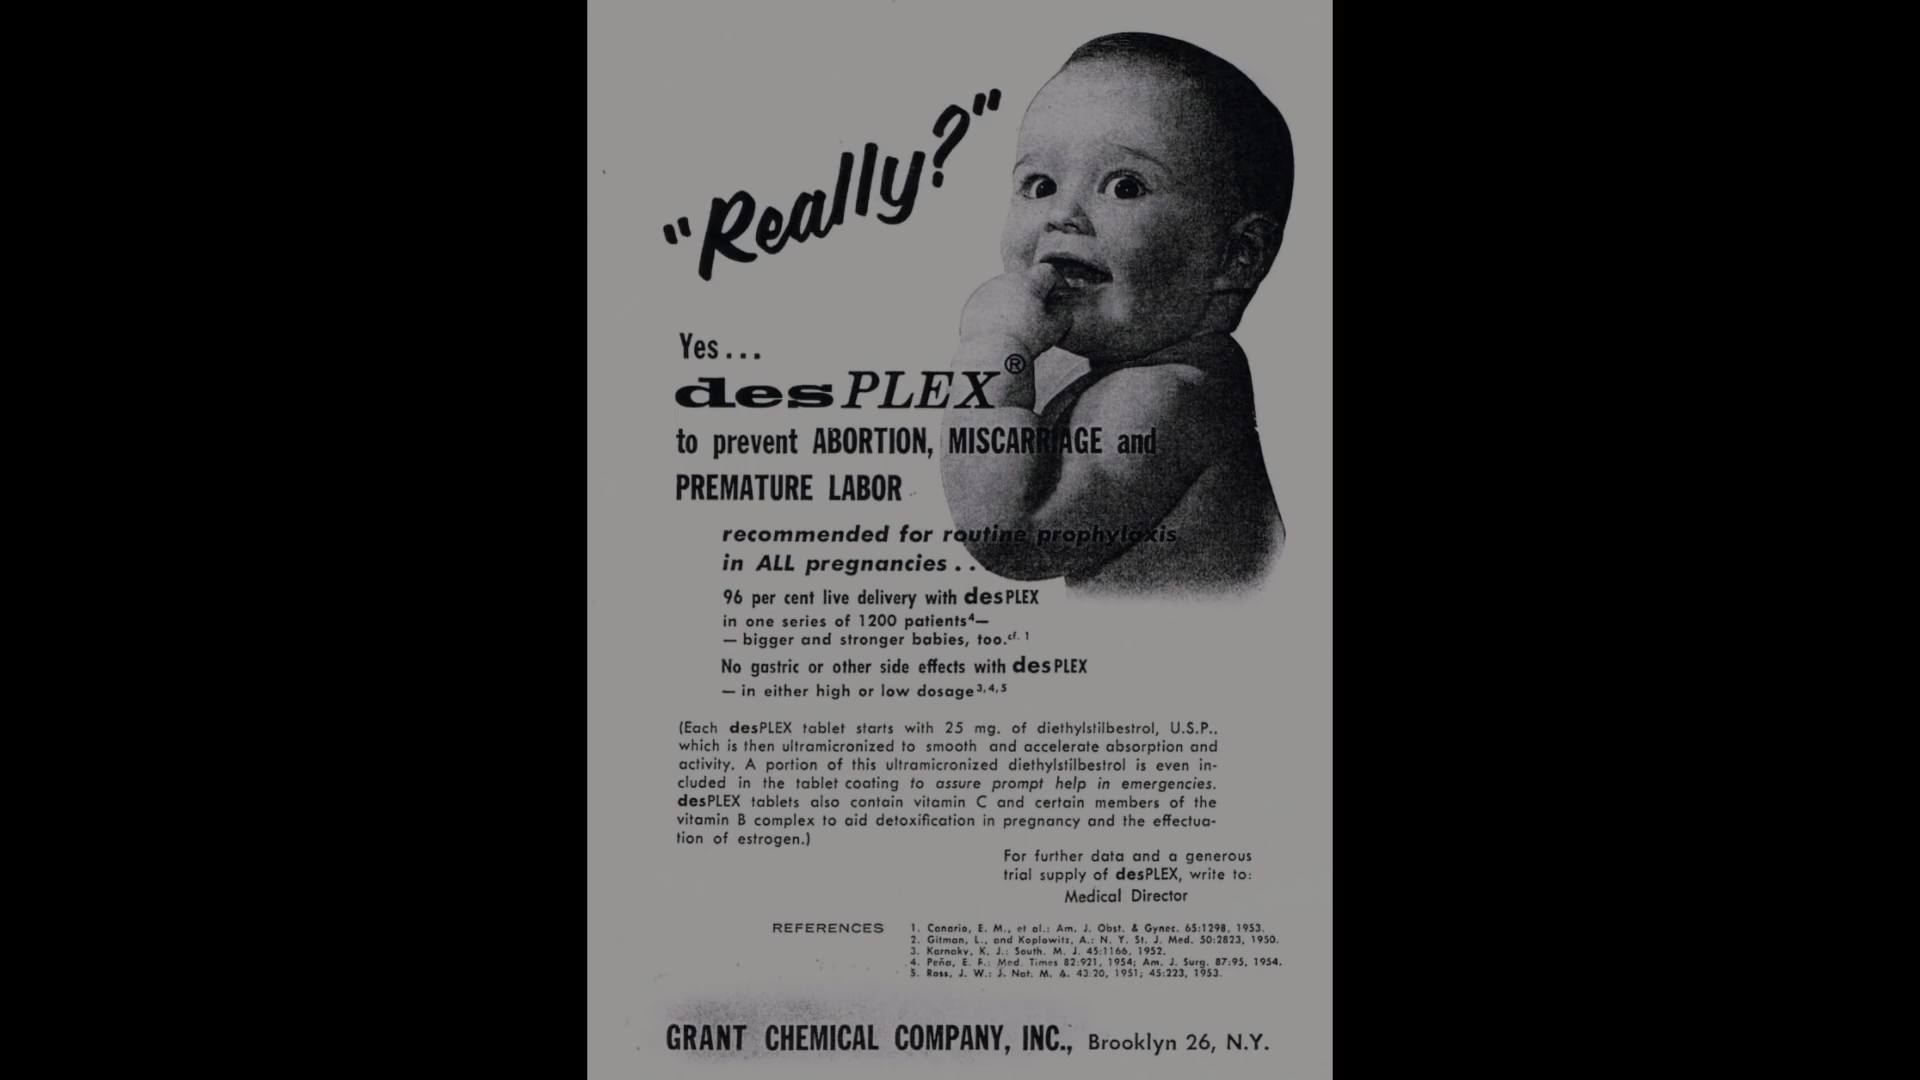 "Really?"
Yes...
desPLEX®
to prevent ABORTION, MISCARRIAGE and
PREMATURE LABOR
recommended for routine prophylaxis
in ALL pregnancies . . .
96 per cent live delivery with desPLEX
in one series of 1200 patients⁴—
— bigger and stronger babies, too.cf. 1
No gastric or other side effects with desPLEX
— in either high or low dosage³,⁴,⁵
(Each desPLEX tablet starts with 25 mg. of diethylstilbestrol, U.S.P.,
which is then ultramicronized to smooth and accelerate absorption and
activity. A portion of this ultramicronized diethylstilbestrol is even in-
cluded in the tablet coating to assure prompt help in emergencies.
desPLEX tablets also contain vitamin C and certain members of the
vitamin B complex to aid detoxification in pregnancy and the effectua-
tion of estrogen.)
For further data and a generous
trial supply of desPLEX, write to:
Medical Director
REFERENCES
1. Canario, E. M., et al.: Am. J. Obst. & Gynec. 65:1298, 1953.
2. Gitman, L., and Koplowitz, A.: N. Y. St. J. Med. 50:2823, 1950.
3. Karnaky, K. J.: South. M. J. 45:1166, 1952.
4. Peña, E. F.: Med. Times 82:921, 1954; Am. J. Surg. 87:95, 1954.
5. Ross, J. W.: J. Nat. M. A. 43:20, 1951; 45:223, 1953.
GRANT CHEMICAL COMPANY, INC., Brooklyn 26, N.Y.